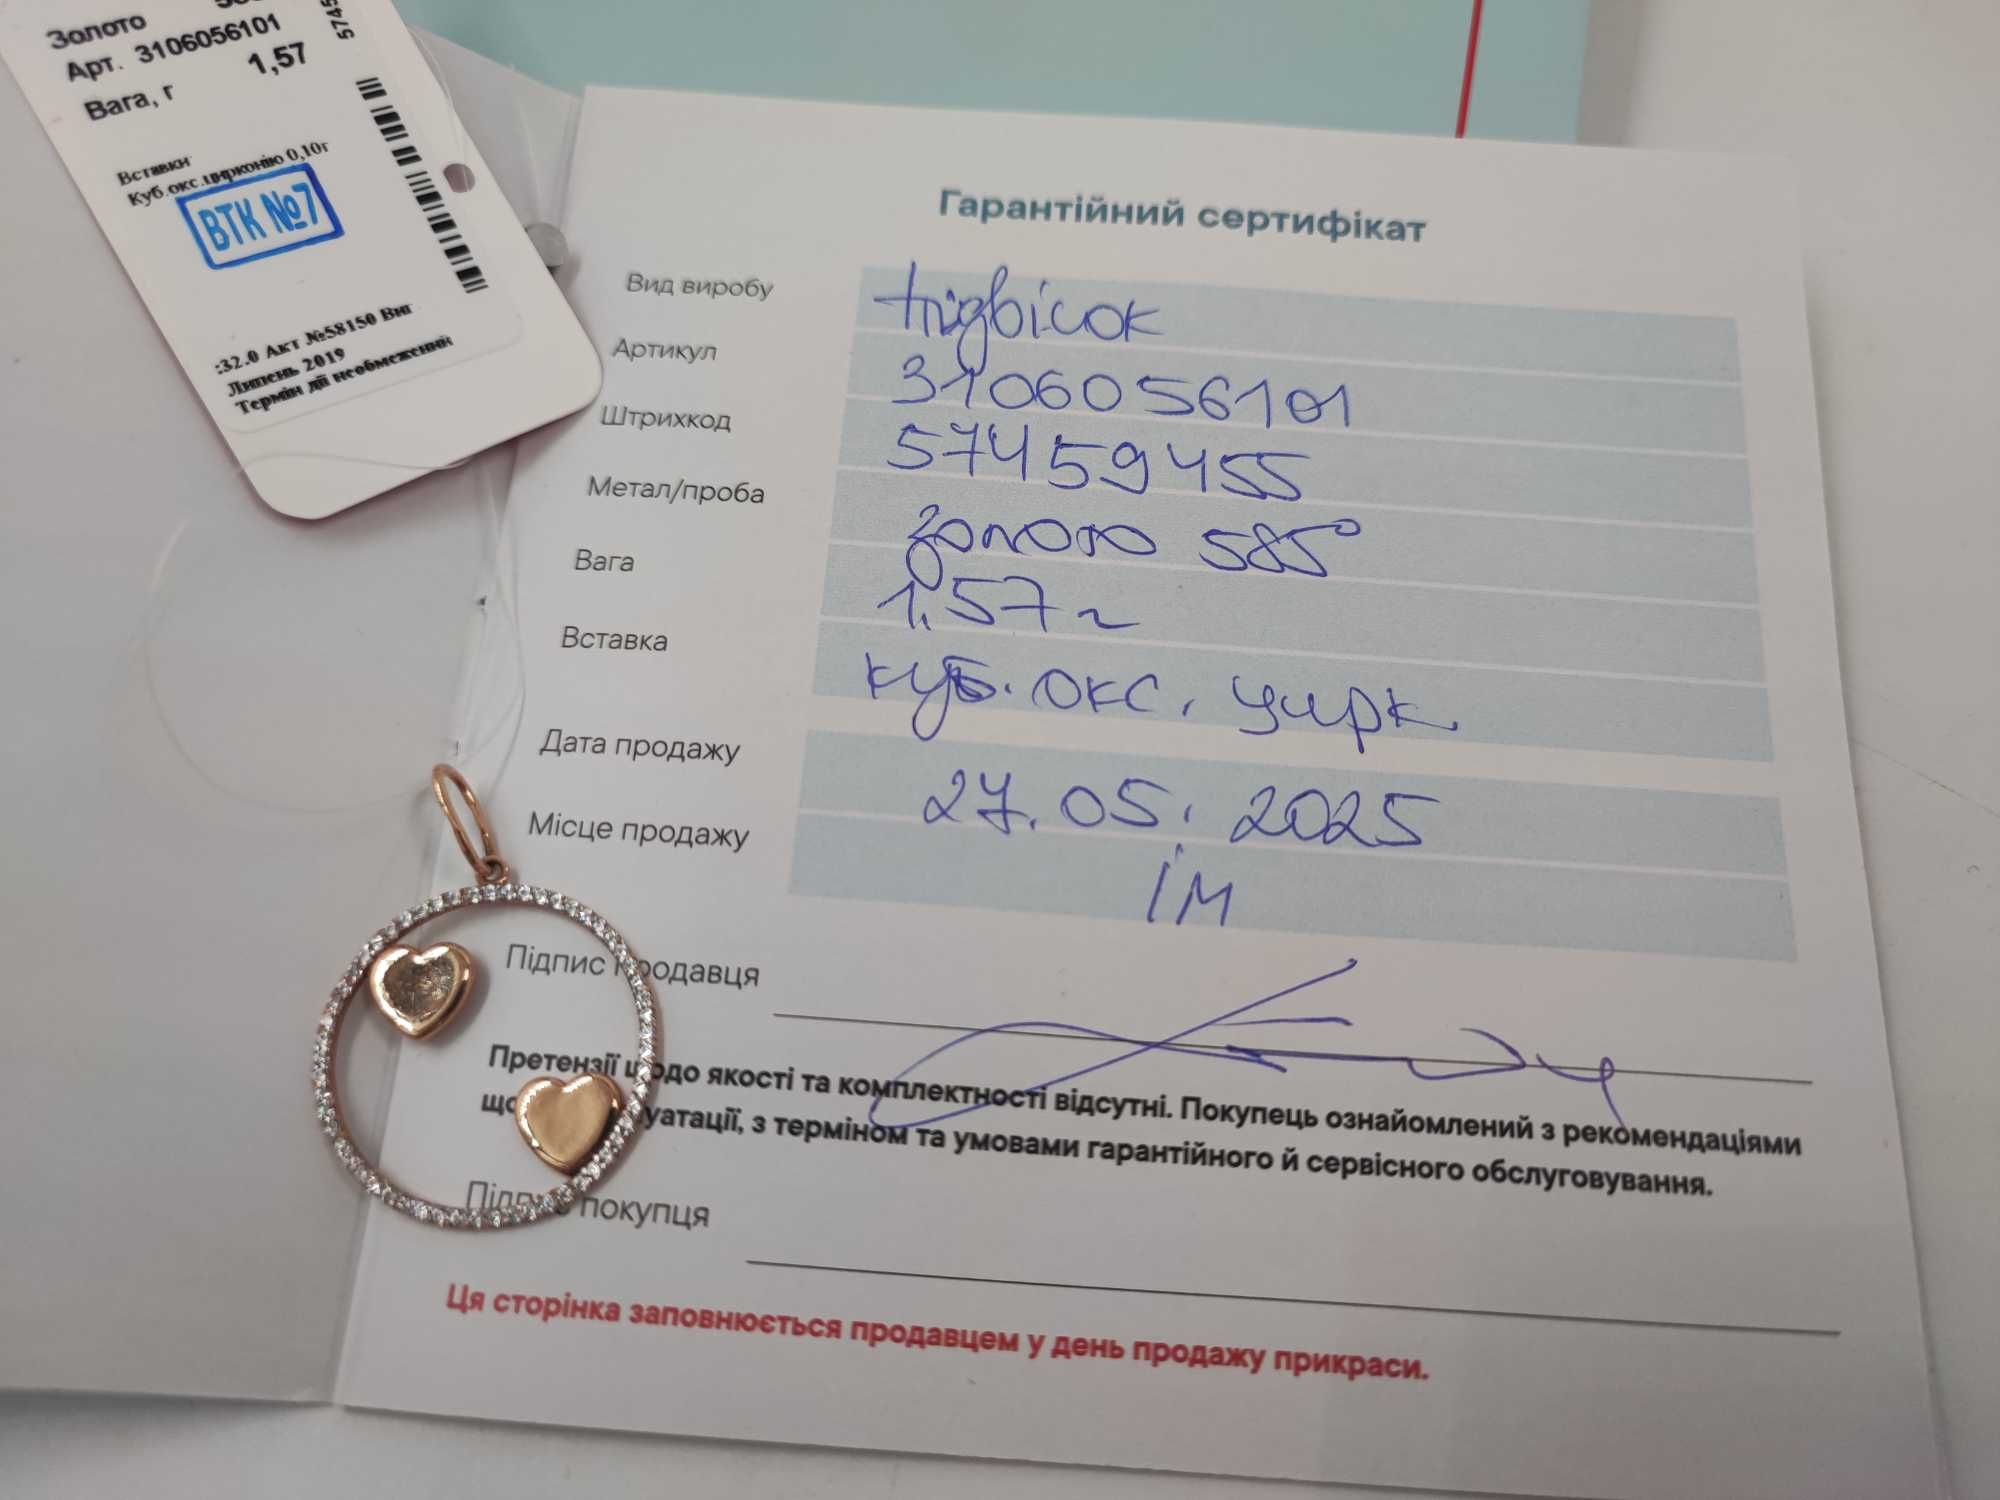 Золото
Арт. 3106056101
Вага, г 1,57
Вставки
Куб.окс.цирконію 0,10г
ВТК №7
:32.0 Акт №58150 Виг
Липень 2019
Термін дії необмежений
5745
Гарантійний сертифікат
Вид виробу підвісок
Артикул 3106056101
Штрихкод 57459455
Метал/проба золото 585°
Вага 1,57 г
Вставка куб. окс. цирк
Дата продажу 27.05.2025
Місце продажу ІМ
Підпис продавця
Претензії щодо якості та комплектності відсутні. Покупець ознайомлений з рекомендаціями
що уатації, з терміном та умовами гарантійного й сервісного обслуговування.
Підпис покупця
Ця сторінка заповнюється продавцем у день продажу прикраси.